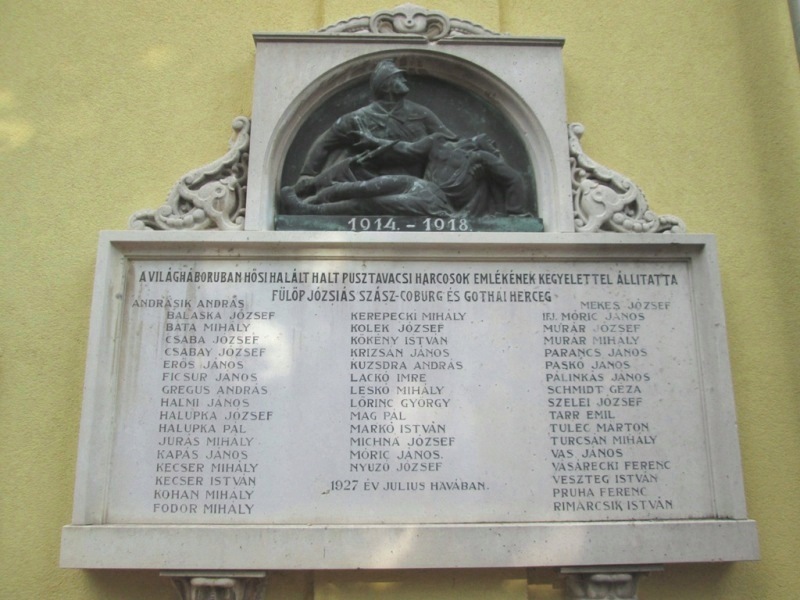 1914.-1918.
A VILÁGHÁBORUBAN HŐSI HALÁLT HALT PUSZTAVACSI HARCOSOK EMLÉKÉNEK KEGYELETTEL ÁLLITATTA
FÜLÖP JÓZSIÁS SZÁSZ-COBURG ÉS GOTHAI HERCEG
ANDRÁSIK ANDRÁS
BALASKA JÓZSEF
BATA MIHÁLY
CSABA JÓZSEF
CSABAY JÓZSEF
ERŐS JÁNOS
FICSUR JÁNOS
GREGUS ANDRÁS
HALMI JÁNOS
HALUPKA JÓZSEF
HALUPKA PÁL
JURÁS MIHÁLY
KAPÁS JÁNOS
KECSER MIHÁLY
KECSER ISTVÁN
KOHAN MIHÁLY
FODOR MIHÁLY
KEREPECKI MIHÁLY
KOLEK JÓZSEF
KÖKÉNY ISTVÁN
KRIZSAN JÁNOS
KUZSDRA ANDRÁS
LACKÓ IMRE
LESKÓ MIHÁLY
LŐRINC GYÖRGY
MAG PÁL
MARKÓ ISTVÁN
MICHNA JÓZSEF
MÓRIC JÁNOS.
NYUZÓ JÓZSEF
1927 ÉV JULIUS HAVÁBAN.
MEKES JÓZSEF
IFJ. MÓRIC JÁNOS
MURÁR JÓZSEF
MURÁR MIHÁLY
PARANCS JÁNOS
PASKÓ JÁNOS
PÁLINKÁS JÁNOS
SCHMIDT GÉZA
SZELEI JÓZSEF
TARR EMIL
TULEC MÁRTON
TURCSÁN MIHÁLY
VAS JÁNOS
VÁSÁRECKI FERENC
VESZTEG ISTVÁN
PRUHA FERENC
RIMARCSIK ISTVÁN